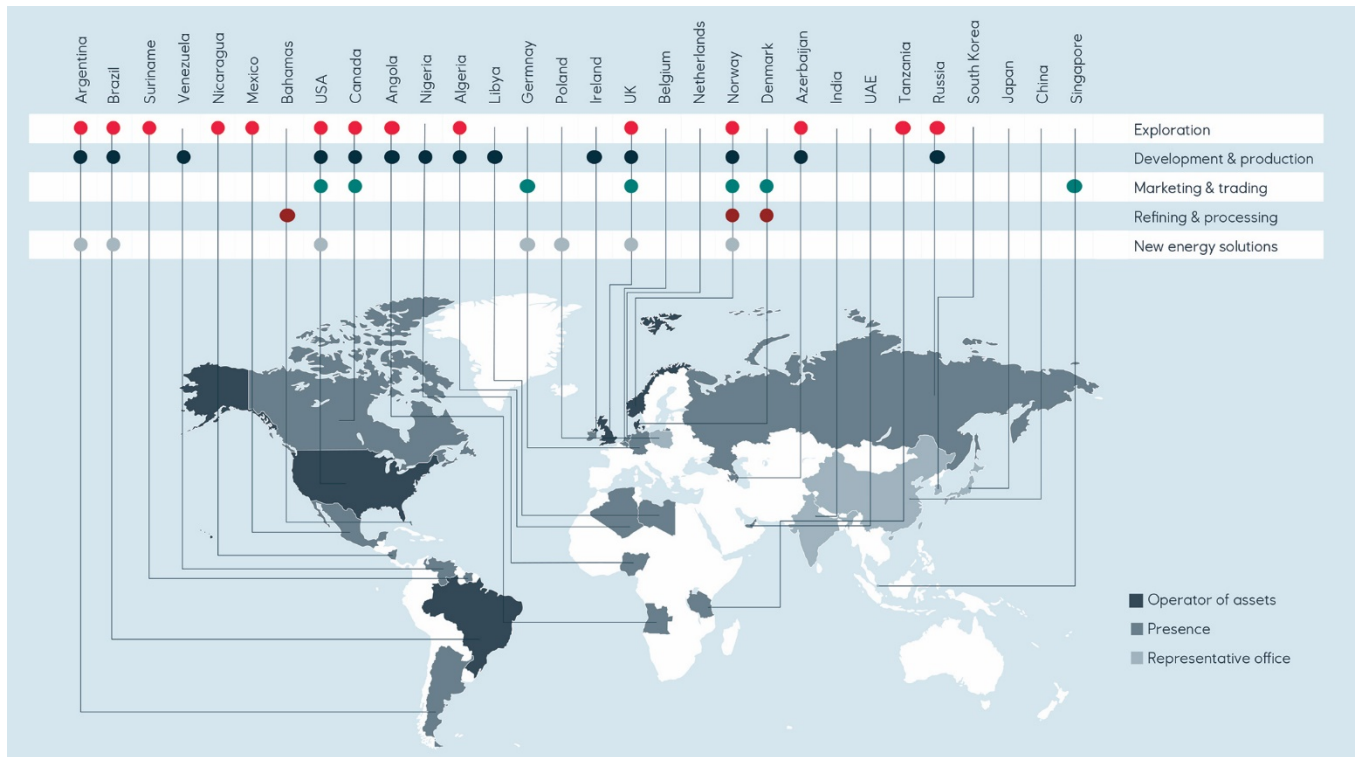 Argentina
Brazil
Suriname
Venezuela
Nicaragua
Mexico
Bahamas
USA
Canada
Angola
Nigeria
Algeria
Libya
Germnay
Poland
Ireland
UK
Belgium
Netherlands
Norway
Denmark
Azerbaijan
India
UAE
Tanzania
Russia
South Korea
Japan
China
Singapore
Exploration
Development & production
Marketing & trading
Refining & processing
New energy solutions
Operator of assets
Presence
Representative office